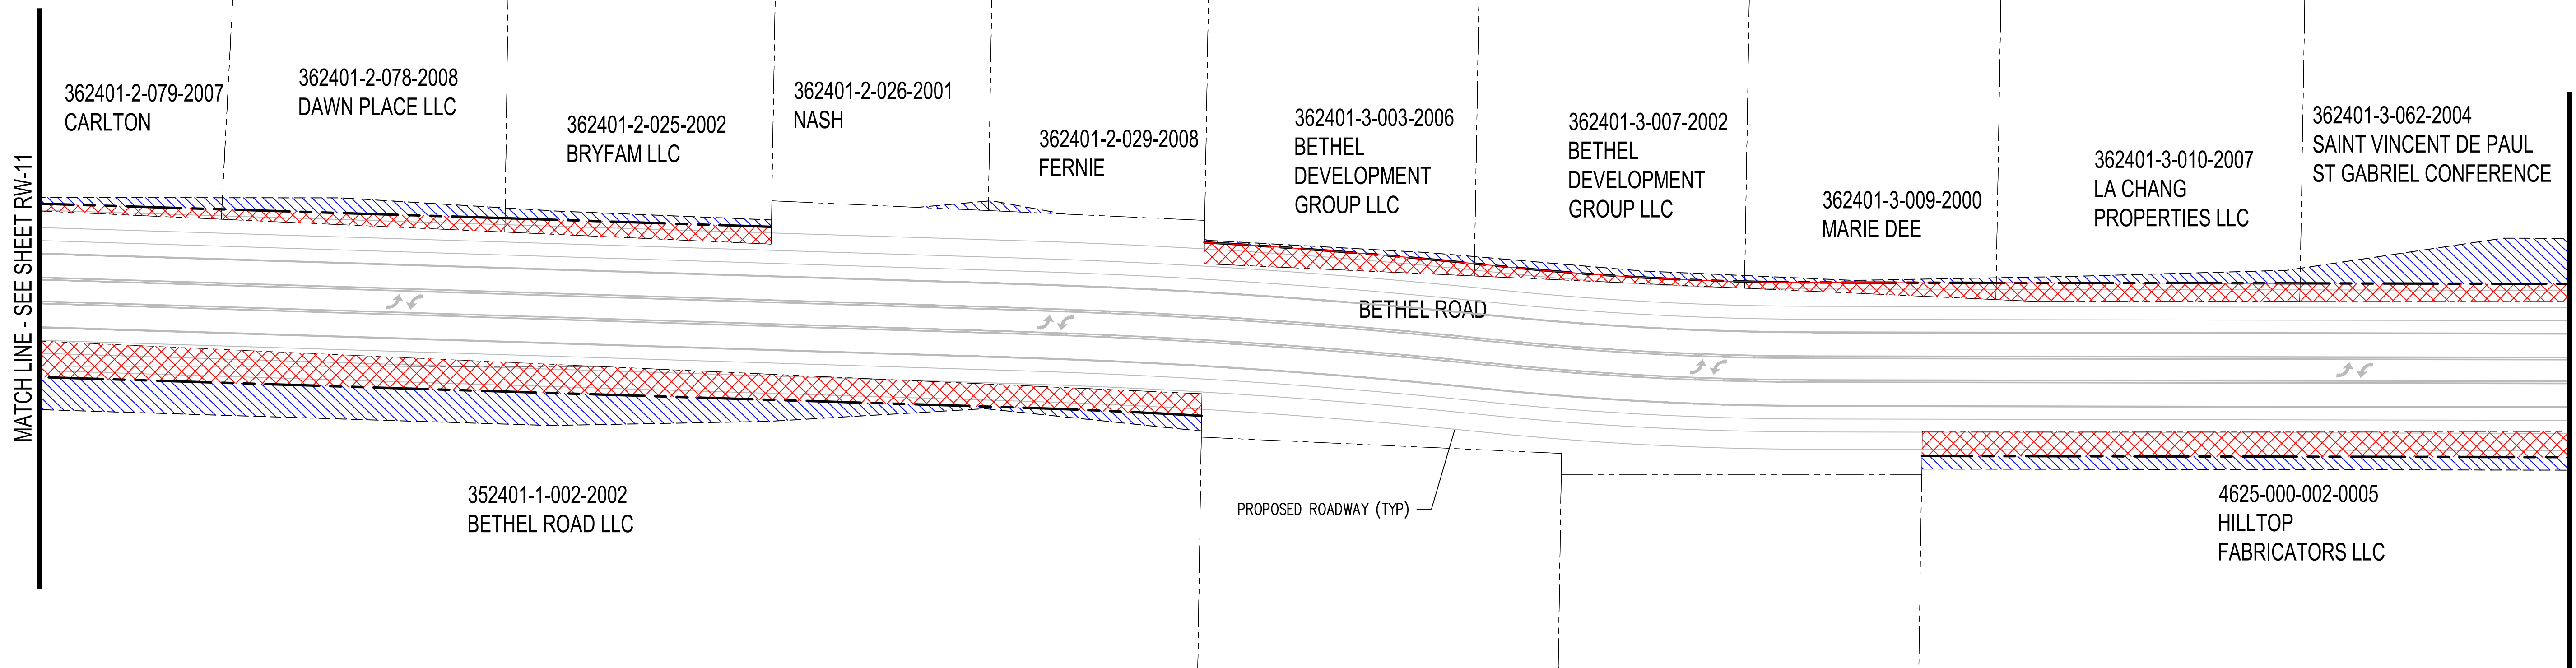 MATCH LINE - SEE SHEET RW-11
362401-2-079-2007
CARLTON
362401-2-078-2008
DAWN PLACE LLC
362401-2-025-2002
BRYFAM LLC
362401-2-026-2001
NASH
362401-2-029-2008
FERNIE
362401-3-003-2006
BETHEL
DEVELOPMENT
GROUP LLC
362401-3-007-2002
BETHEL
DEVELOPMENT
GROUP LLC
362401-3-009-2000
MARIE DEE
362401-3-010-2007
LA CHANG
PROPERTIES LLC
362401-3-062-2004
SAINT VINCENT DE PAUL
ST GABRIEL CONFERENCE
BETHEL ROAD
352401-1-002-2002
BETHEL ROAD LLC
PROPOSED ROADWAY (TYP)
4625-000-002-0005
HILLTOP
FABRICATORS LLC